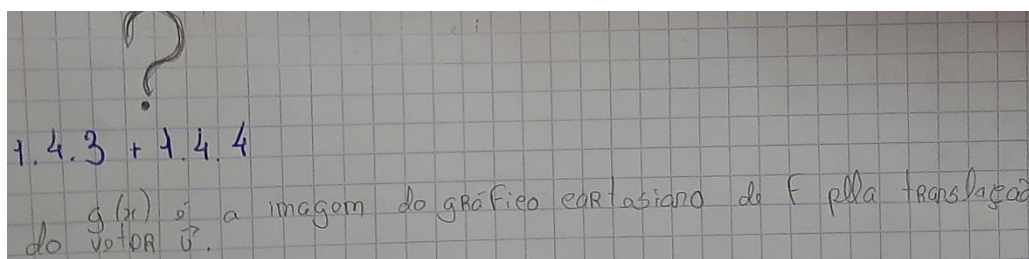 ?
1.4.3 + 1.4.4
g(x) é a imagem do gráfico cartesiano de f pela translação
do vetor v⃗.